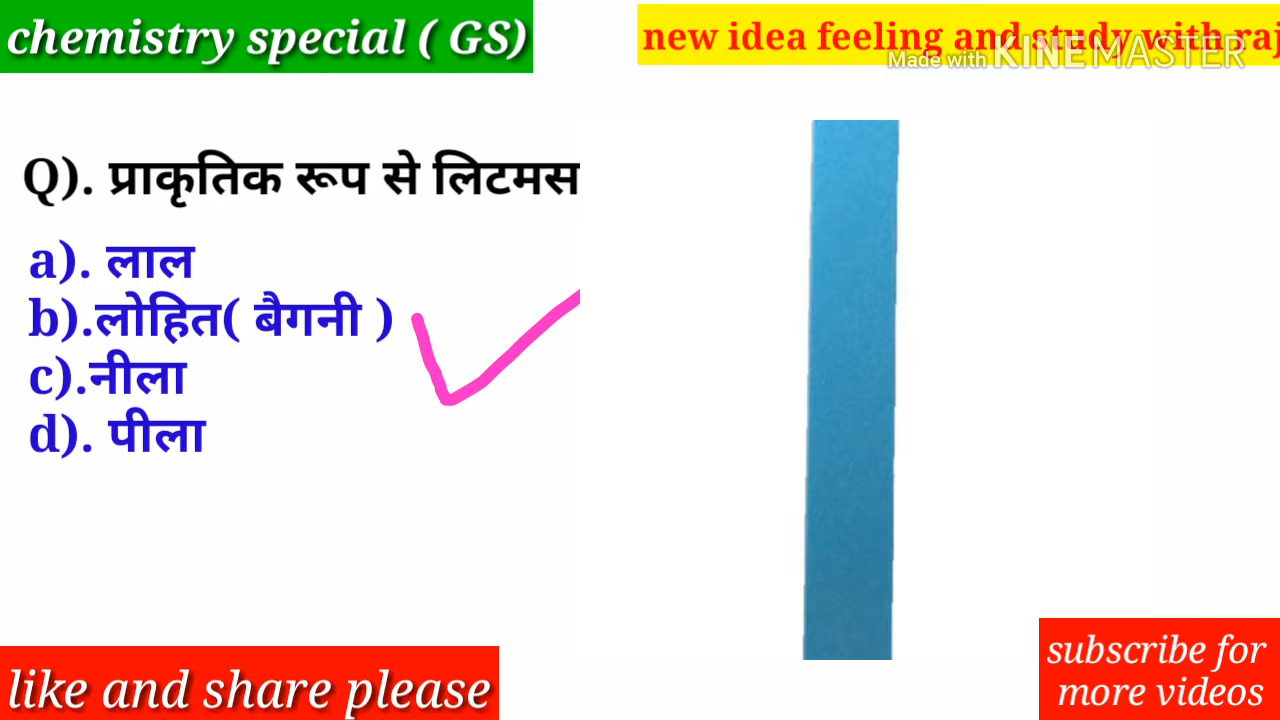 chemistry special ( GS)
new idea feeling and study with raj
Made with KINEMASTER
Q). प्राकृतिक रूप से लिटमस
a). लाल
b).लोहित( बैगनी )
c).नीला
d). पीला
like and share please
subscribe for
more videos